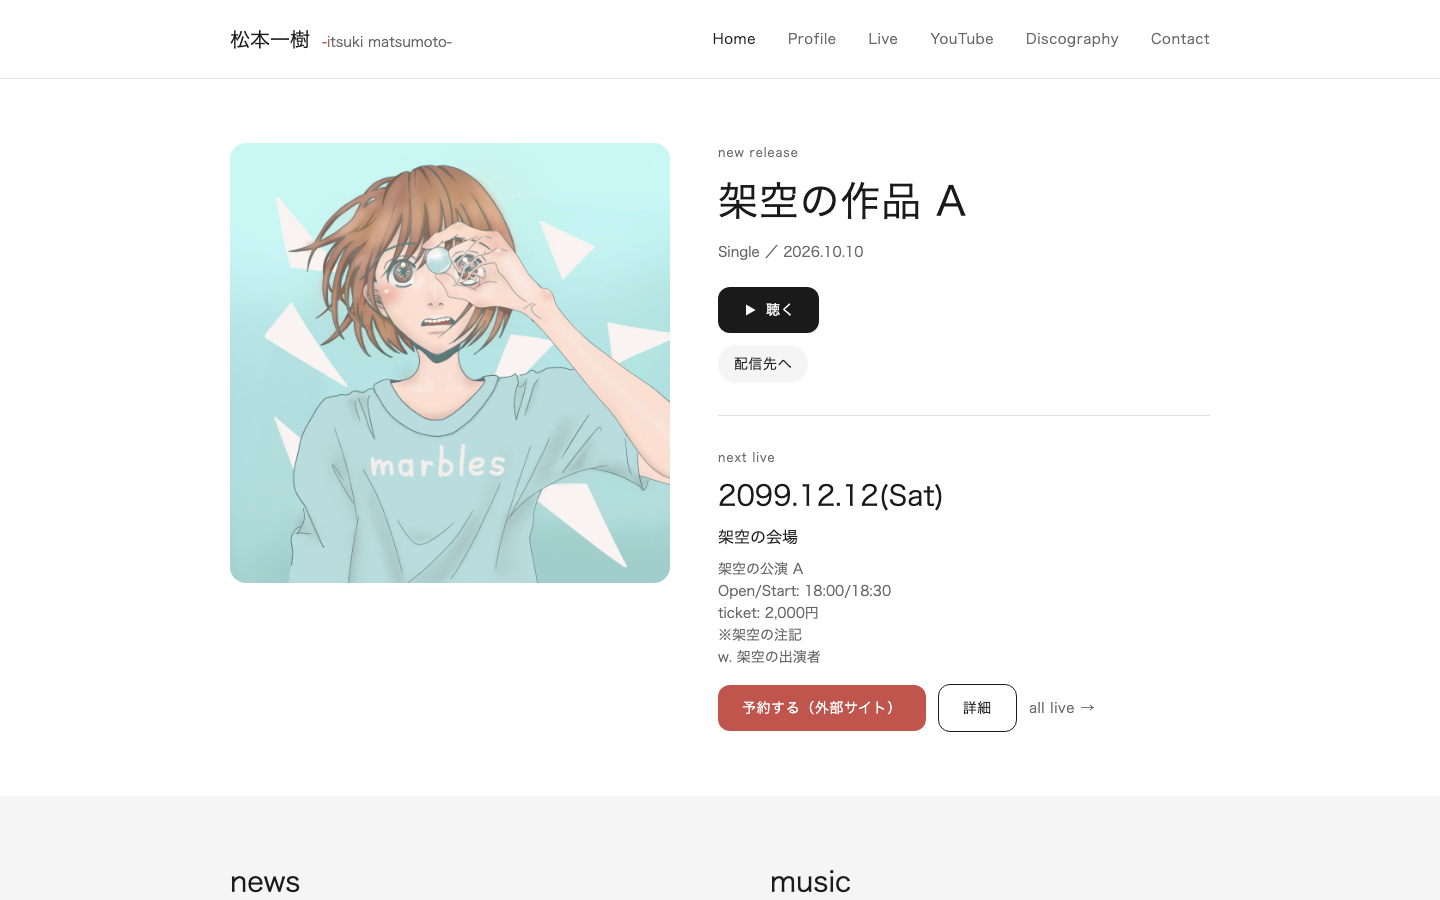 松本一樹 -itsuki matsumoto-
Home Profile Live YouTube Discography Contact
marbles
new release
架空の作品 A
Single ／ 2026.10.10
▶ 聴く
配信先へ
next live
2099.12.12(Sat)
架空の会場
架空の公演 A
Open/Start: 18:00/18:30
ticket: 2,000円
※架空の注記
w. 架空の出演者
予約する（外部サイト） 詳細 all live →
news
music